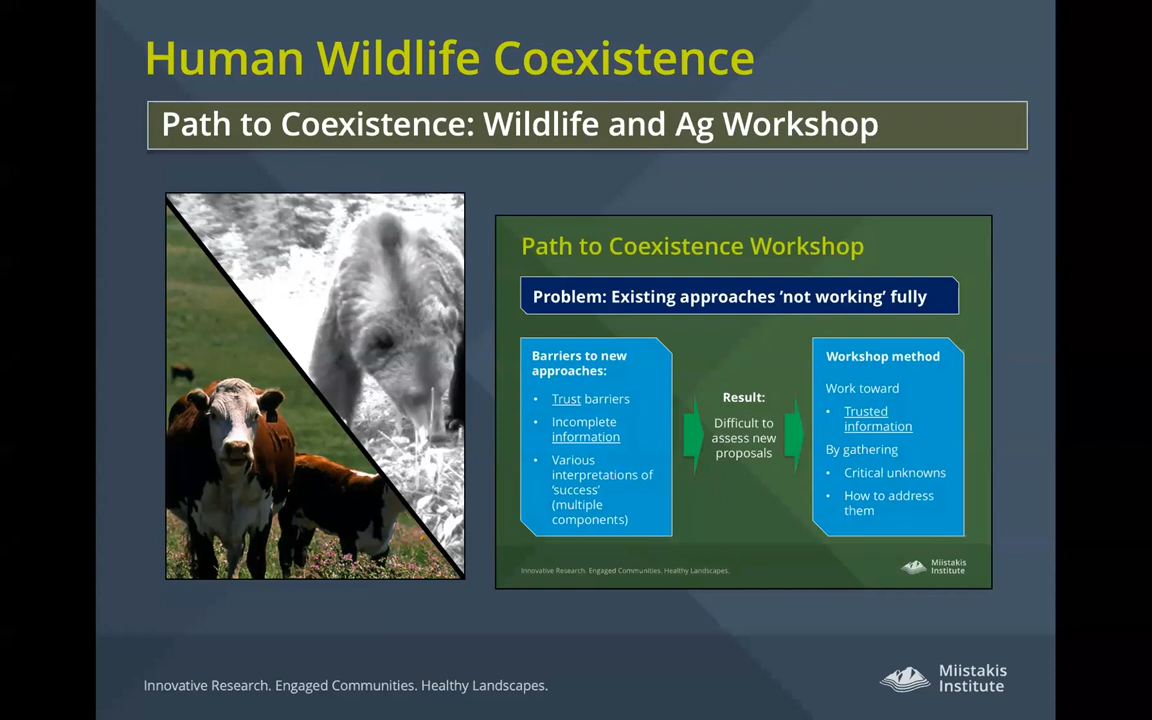 Human Wildlife Coexistence
Path to Coexistence: Wildlife and Ag Workshop
Path to Coexistence Workshop
Problem: Existing approaches ‘not working’ fully
Barriers to new
approaches:
• Trust barriers
• Incomplete
information
• Various
interpretations of
‘success’
(multiple
components)
Result:
Difficult to
assess new
proposals
Workshop method
Work toward
• Trusted
information
By gathering
• Critical unknowns
• How to address
them
Innovative Research. Engaged Communities. Healthy Landscapes.
Miistakis
Institute
Innovative Research. Engaged Communities. Healthy Landscapes.
Miistakis
Institute